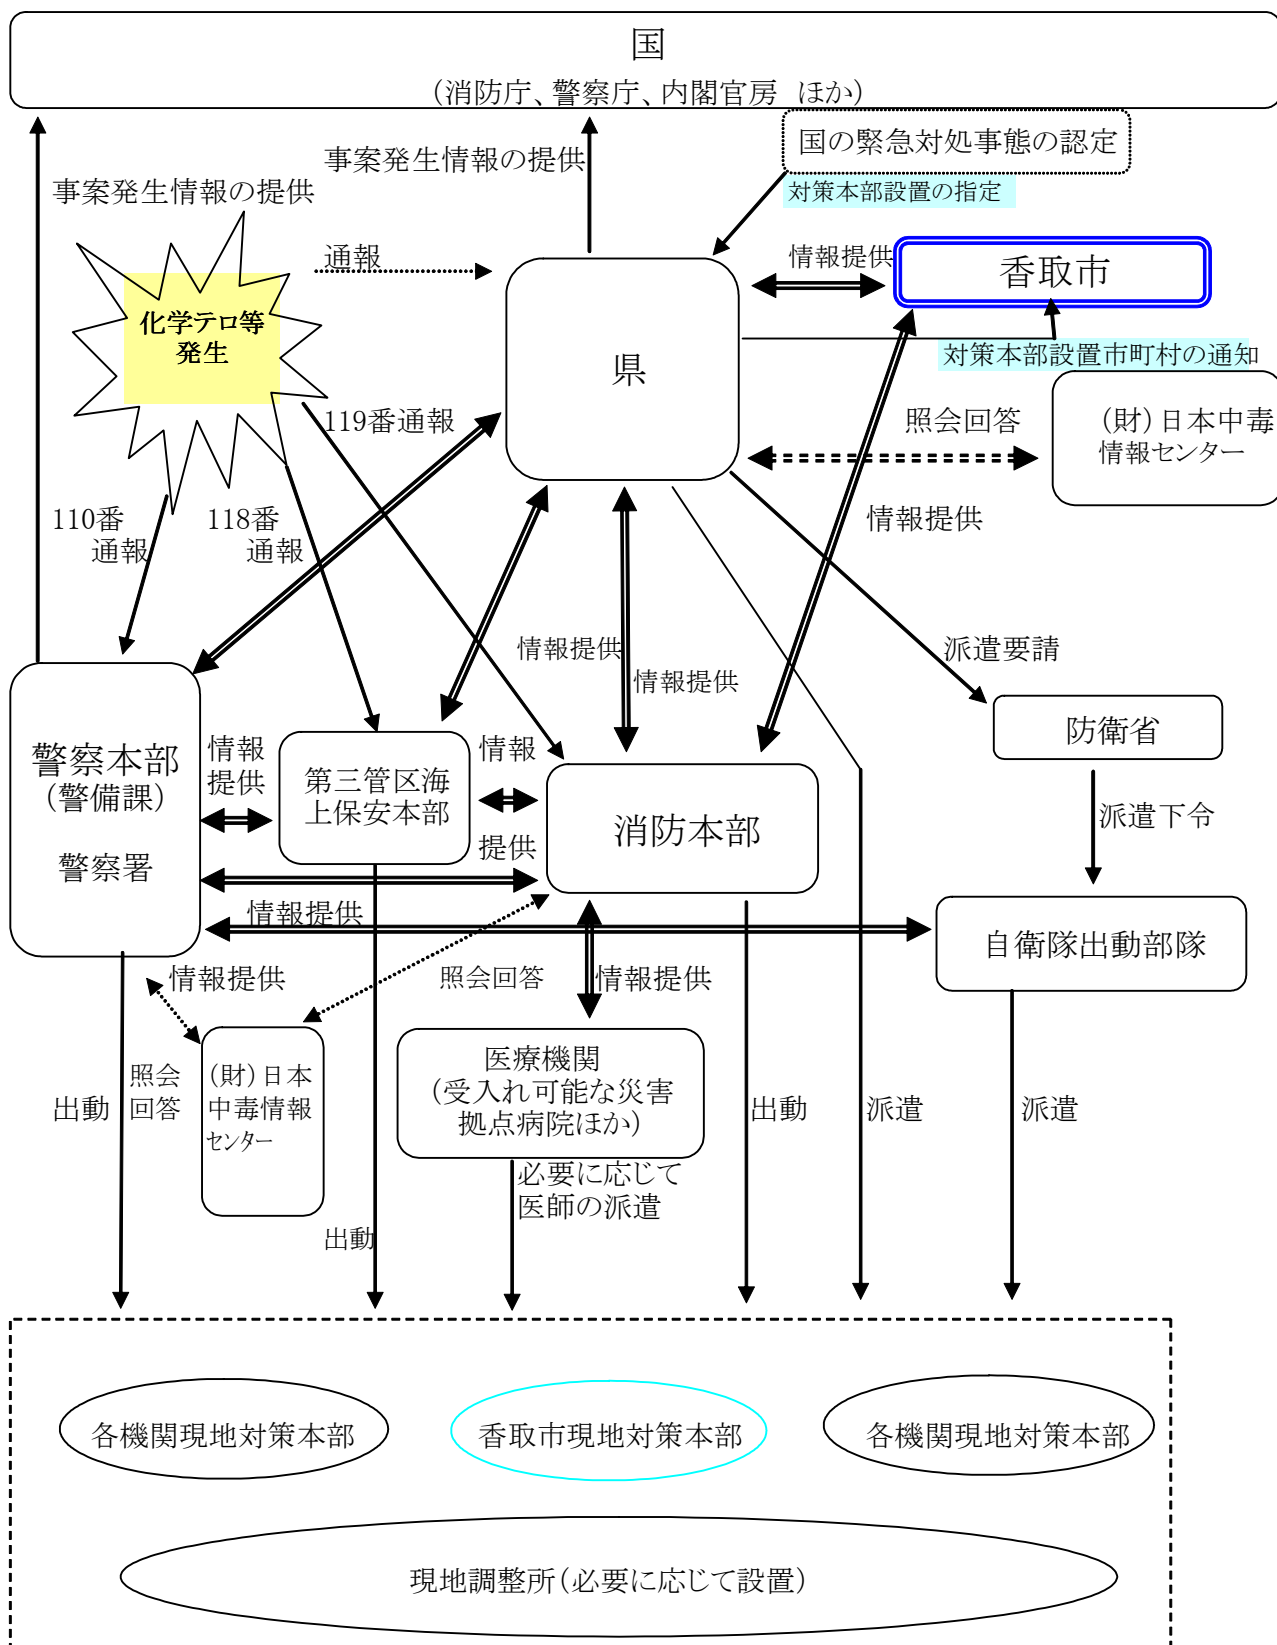 国
（消防庁、警察庁、内閣官房　ほか）
国の緊急対処事態の認定
事案発生情報の提供
事案発生情報の提供
対策本部設置の指定
通報
情報提供
香取市
化学テロ等
発生
県
対策本部設置市町村の通知
119番通報
照会回答
（財）日本中毒
情報センター
110番
通報
118番
通報
情報提供
情報提供
情報提供
派遣要請
防衛省
警察本部
（警備課）
警察署
情報
提供
第三管区海
上保安本部
情報
提供
消防本部
派遣下令
情報提供
自衛隊出動部隊
情報提供
照会回答
情報提供
出動
照会
回答
（財）日本
中毒情報
センター
医療機関
（受入れ可能な災害
拠点病院ほか）
出動
派遣
派遣
必要に応じて
医師の派遣
出動
各機関現地対策本部
香取市現地対策本部
各機関現地対策本部
現地調整所（必要に応じて設置）